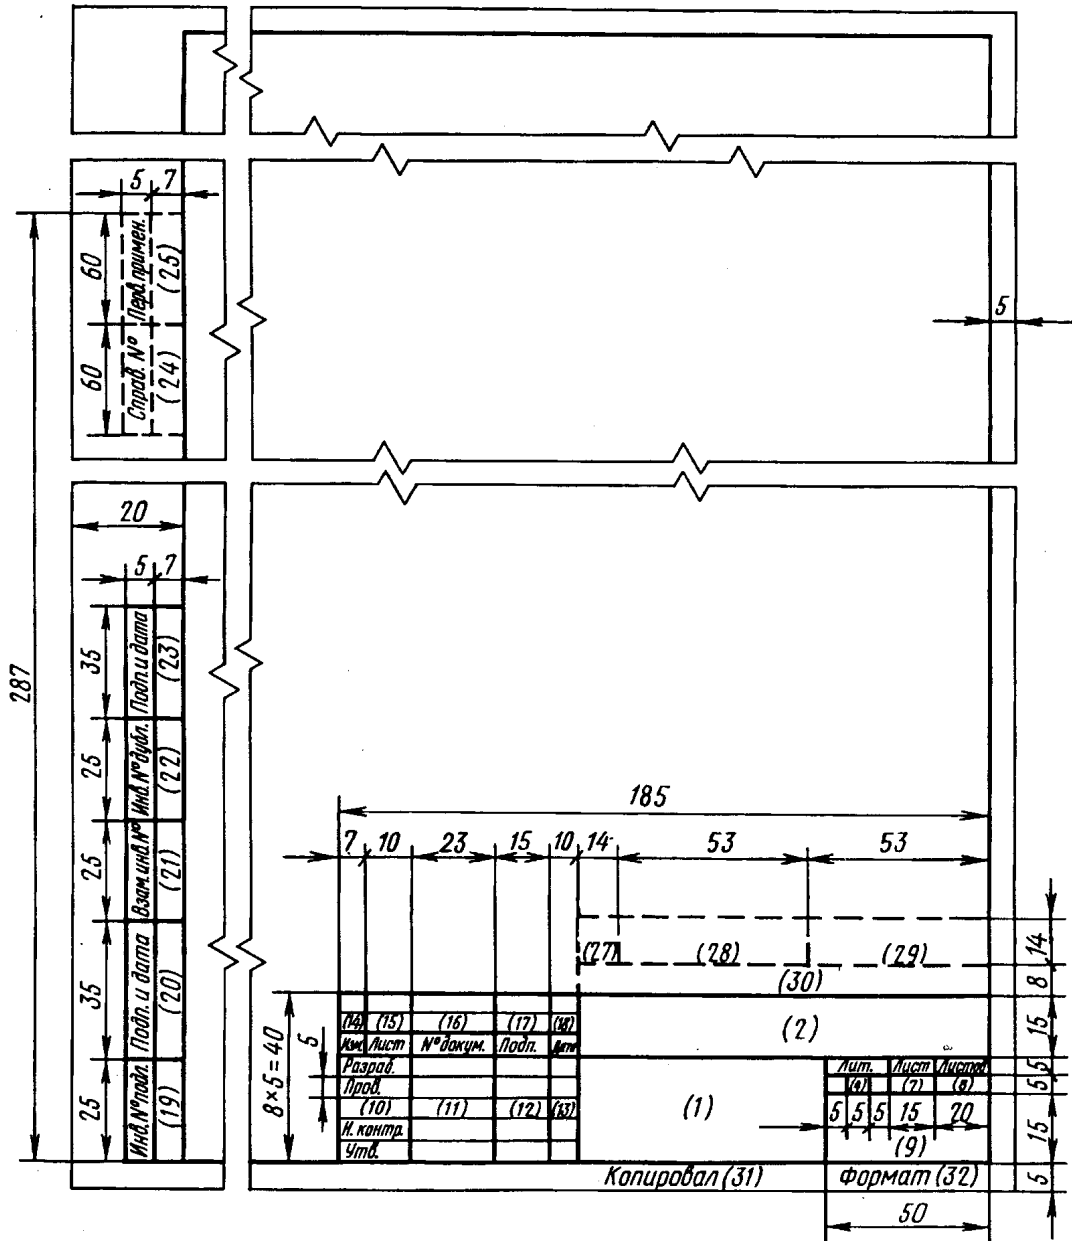 5 7
60 Перв. примен. (25)
60 Справ. № (24)
5
20
5 7
287
35 Подп. и дата (23)
25 Инв. № дубл. (22)
25 Взам. инв. № (21)
35 Подп. и дата (20)
25 Инв. № подл. (19)
185
7 10 23 15 10 14 53 53
(27) (28) (29) 14
(30) 8
8×5=40
5
(14) (15) (16) (17) (18)
Изм. Лист № докум. Подп. Дата
Разраб.
Пров.
(10) (11) (12) (13)
Н. контр.
Утв.
(2) 15
(1)
Лит. Лист Листов 5
(4) (7) (8) 5
5 5 5 15 20
(9) 15
Копировал (31) Формат (32) 5
50